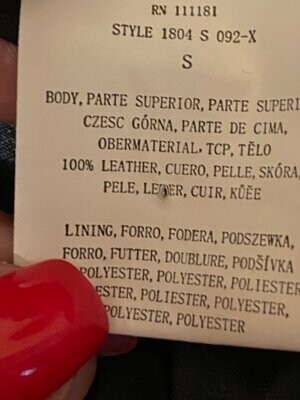 RN 111181
STYLE 1804 S 092-X
S
BODY, PARTE SUPERIOR, PARTE SUPERI
CZESC GÓRNA, PARTE DE CIMA,
OBERMATERIAL, TCP, TĚLO
100% LEATHER, CUERO, PELLE, SKÓRA,
PELE, LEDER, CUIR, KŮĚE
LINING, FORRO, FODERA, PODSZEWKA,
FORRO, FUTTER, DOUBLURE, PODŠÍVKA
POLYESTER, POLYESTER, POLIESTER
ESTER, POLIESTER, POLYESTER,
POLYESTER, POLYESTER